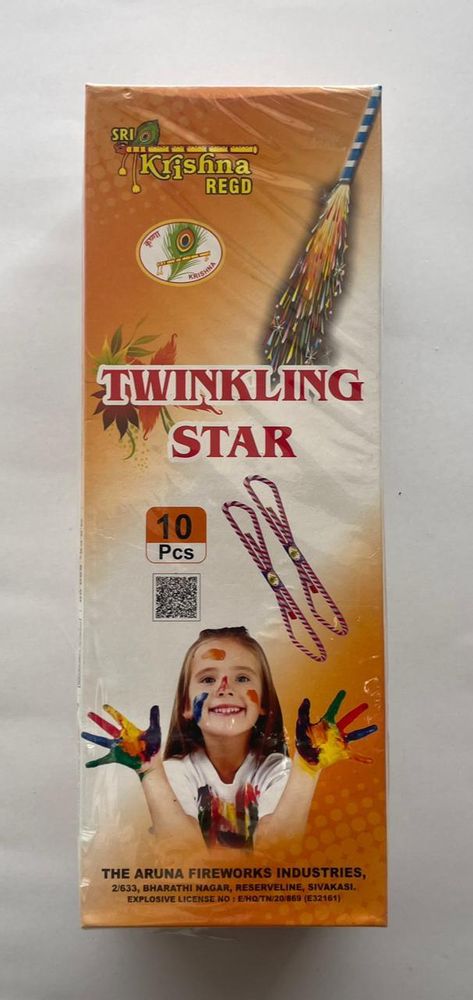 SRI
Krishna
REGD
KRISHNA
TWINKLING
STAR
10
Pcs
THE ARUNA FIREWORKS INDUSTRIES,
2/633, BHARATHI NAGAR, RESERVELINE, SIVAKASI.
EXPLOSIVE LICENSE NO : E/HQ/TN/20/869 (E32161)